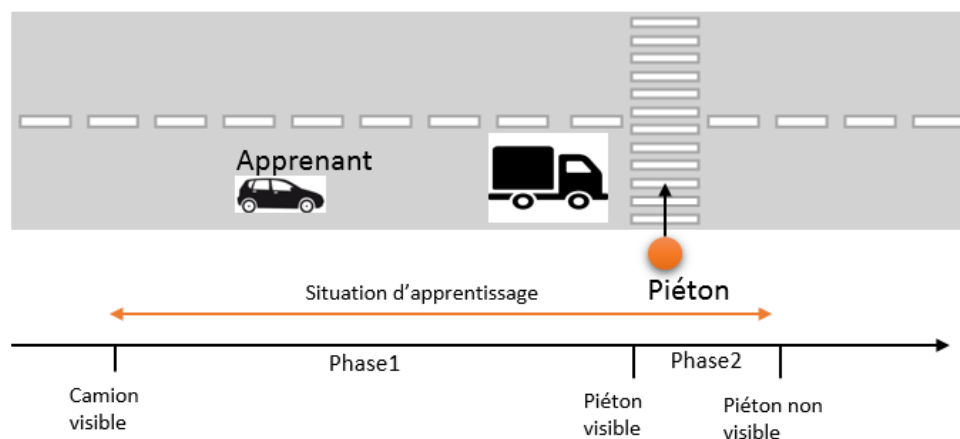 Apprenant
Piéton
Situation d'apprentissage
Phase1
Phase2
Camion
visible
Piéton
visible
Piéton non
visible